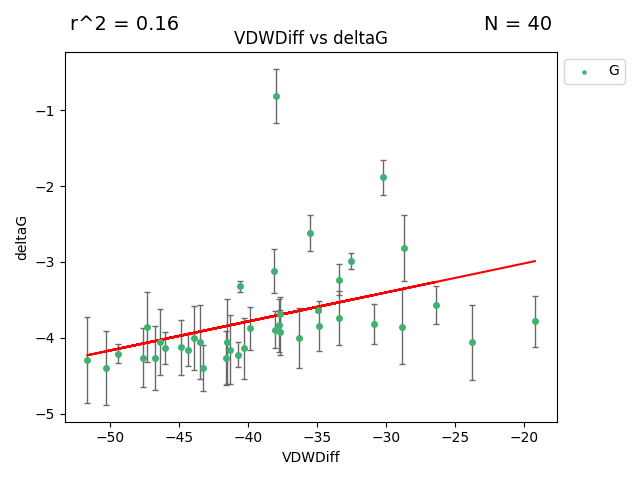 r^2 = 0.16
N = 40
VDWDiff vs deltaG
G
−1
−2
−3
−4
−5
deltaG
−50
−45
−40
−35
−30
−25
−20
VDWDiff